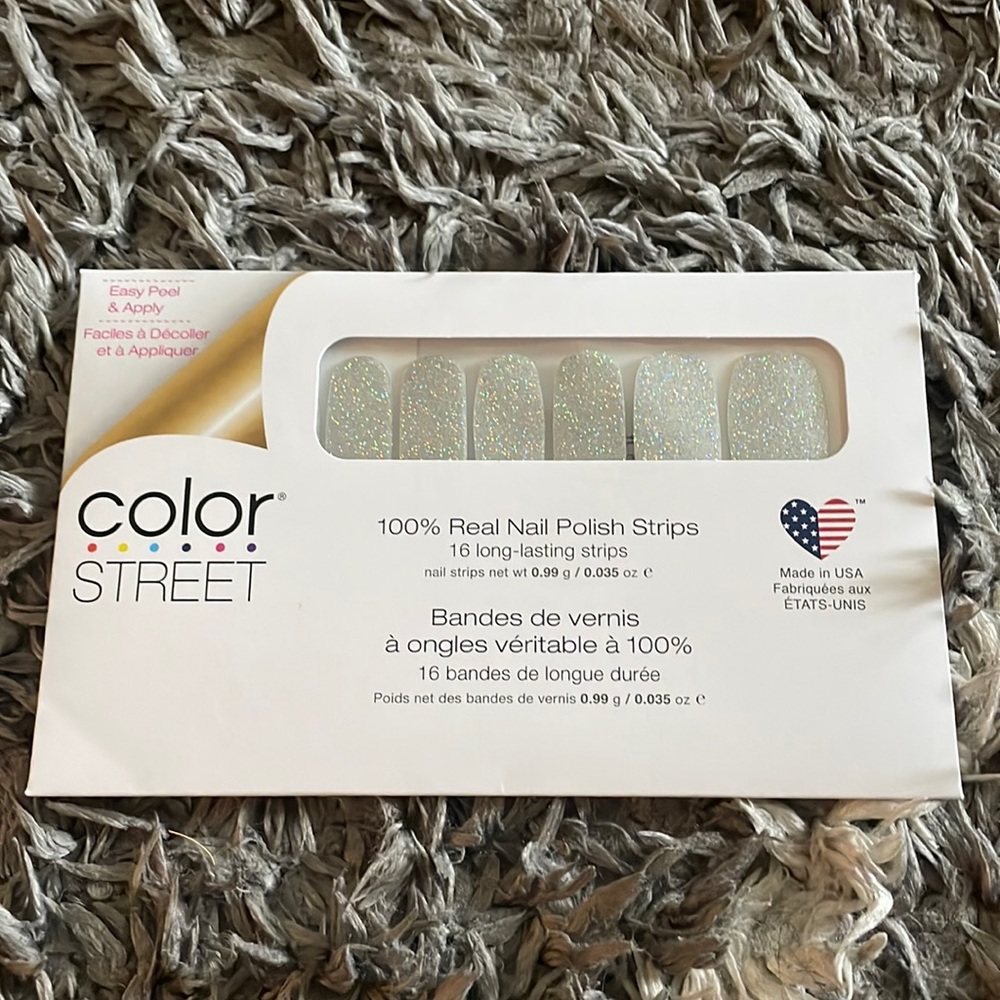 Easy Peel
& Apply
Faciles à Décoller
et à Appliquer
color®
STREET
100% Real Nail Polish Strips
16 long-lasting strips
nail strips net wt 0.99 g / 0.035 oz ℮
Bandes de vernis
à ongles véritable à 100%
16 bandes de longue durée
Poids net des bandes de vernis 0.99 g / 0.035 oz ℮
™
Made in USA
Fabriquées aux
ÉTATS-UNIS